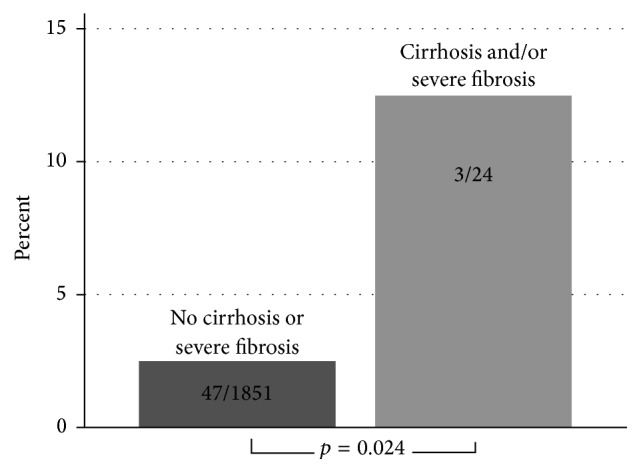 15
Cirrhosis and/or
severe fibrosis
10
3/24
Percent
5
No cirrhosis or
severe fibrosis
47/1851
0
p = 0.024